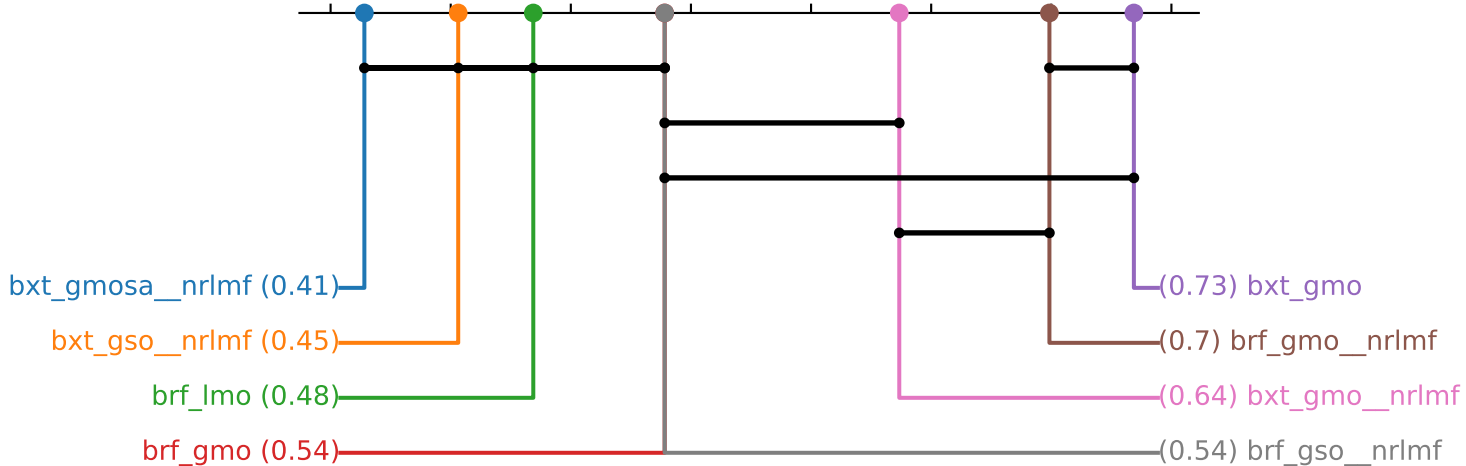 bxt_gmosa__nrlmf (0.41)
(0.73) bxt_gmo
bxt_gso__nrlmf (0.45)
(0.7) brf_gmo__nrlmf
brf_lmo (0.48)
(0.64) bxt_gmo__nrlmf
brf_gmo (0.54)
(0.54) brf_gso__nrlmf